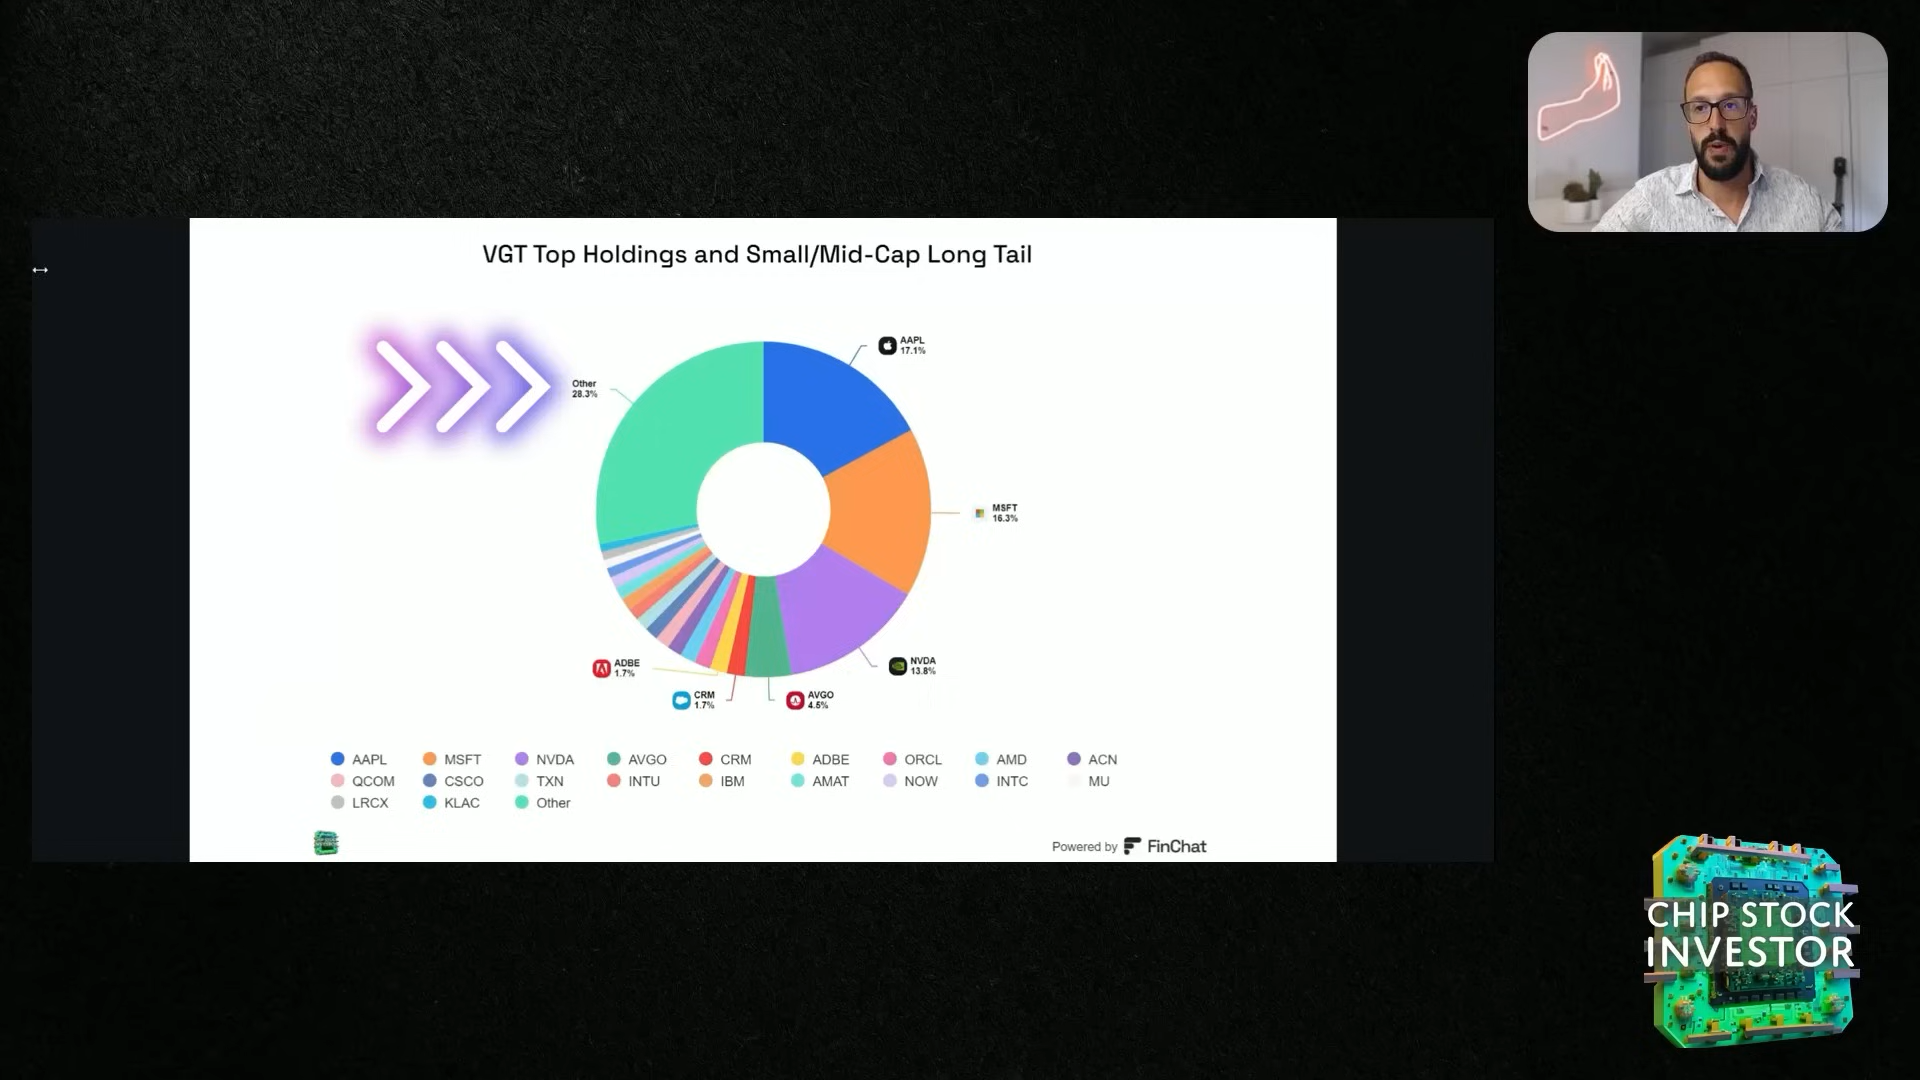 VGT Top Holdings and Small/Mid-Cap Long Tail
AAPL
17.1%
Other
28.3%
MSFT
16.3%
NVDA
13.8%
ADBE
1.7%
CRM
1.7%
AVGO
4.5%
AAPL MSFT NVDA AVGO CRM ADBE ORCL AMD ACN
QCOM CSCO TXN INTU IBM AMAT NOW INTC MU
LRCX KLAC Other
Powered by FinChat
CHIP STOCK
INVESTOR